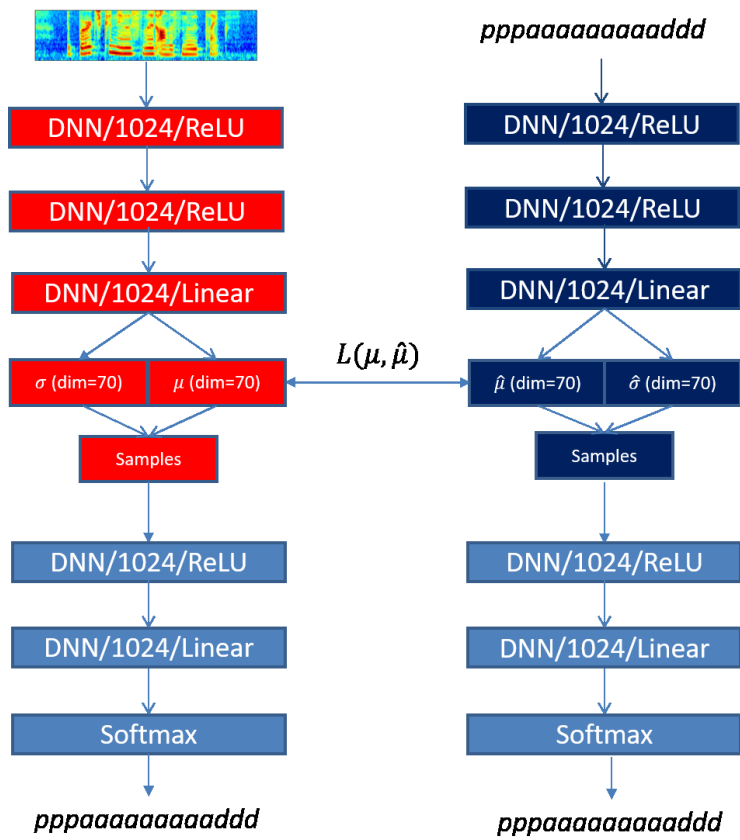 DNN/1024/ReLU
DNN/1024/ReLU
DNN/1024/Linear
σ (dim=70)
μ (dim=70)
Samples
DNN/1024/ReLU
DNN/1024/Linear
Softmax
pppaaaaaaaaaddd
L(μ, μ̂)
pppaaaaaaaaaddd
DNN/1024/ReLU
DNN/1024/ReLU
DNN/1024/Linear
μ̂ (dim=70)
σ̂ (dim=70)
Samples
DNN/1024/ReLU
DNN/1024/Linear
Softmax
pppaaaaaaaaaddd